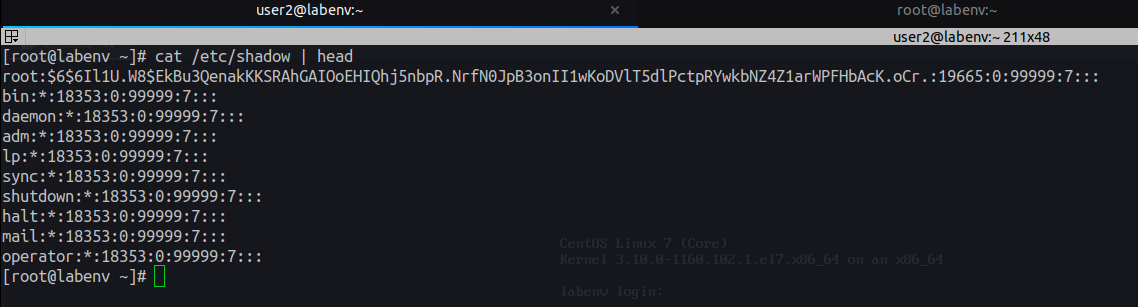 user2@labenv:~ × root@labenv:~
user2@labenv:~ 211x48
[root@labenv ~]# cat /etc/shadow | head
root:$6$6Il1U.W8$EkBu3QenakKKSRAhGAIOoEHIQhj5nbpR.NrfN0JpB3onII1wKoDVlT5dlPctpRYwkbNZ4Z1arWPFHbAcK.oCr.:19665:0:99999:7:::
bin:*:18353:0:99999:7:::
daemon:*:18353:0:99999:7:::
adm:*:18353:0:99999:7:::
lp:*:18353:0:99999:7:::
sync:*:18353:0:99999:7:::
shutdown:*:18353:0:99999:7:::
halt:*:18353:0:99999:7:::
mail:*:18353:0:99999:7:::
operator:*:18353:0:99999:7:::
[root@labenv ~]#
CentOS Linux 7 (Core)
Kernel 3.10.0-1160.102.1.el7.x86_64 on an x86_64
labenv login: